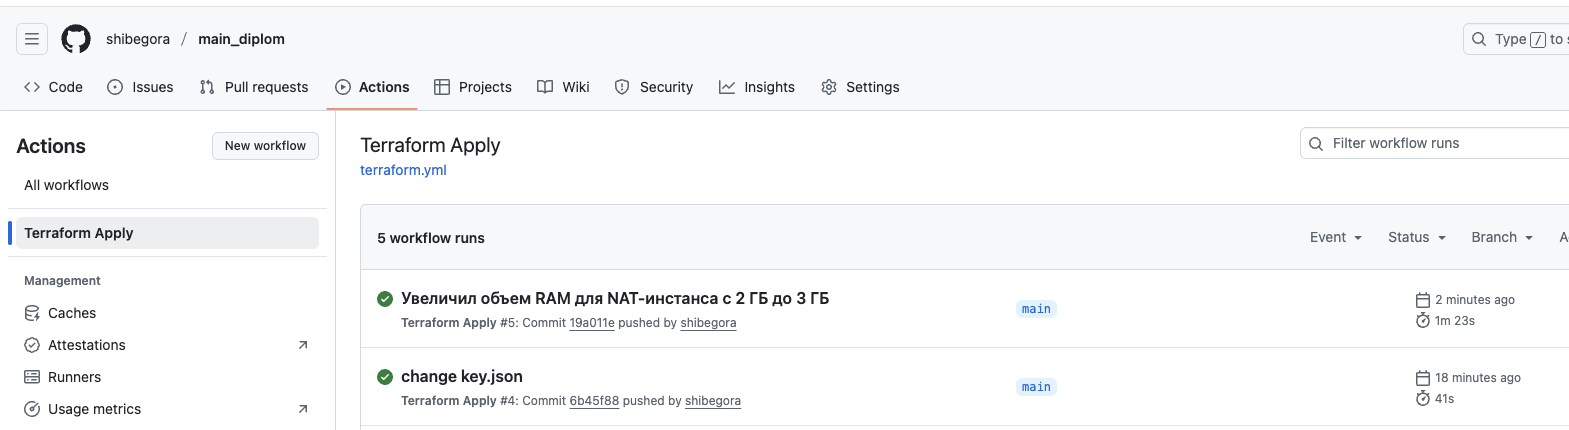 shibegora / main_diplom
Type / to s
Code Issues Pull requests Actions Projects Wiki Security Insights Settings
Actions
New workflow
All workflows
Terraform Apply
Management
Caches
Attestations
Runners
Usage metrics
Terraform Apply
terraform.yml
Filter workflow runs
5 workflow runs
Event Status Branch A
Увеличил объем RAM для NAT-инстанса с 2 ГБ до 3 ГБ
Terraform Apply #5: Commit 19a011e pushed by shibegora
main
2 minutes ago
1m 23s
change key.json
Terraform Apply #4: Commit 6b45f88 pushed by shibegora
main
18 minutes ago
41s